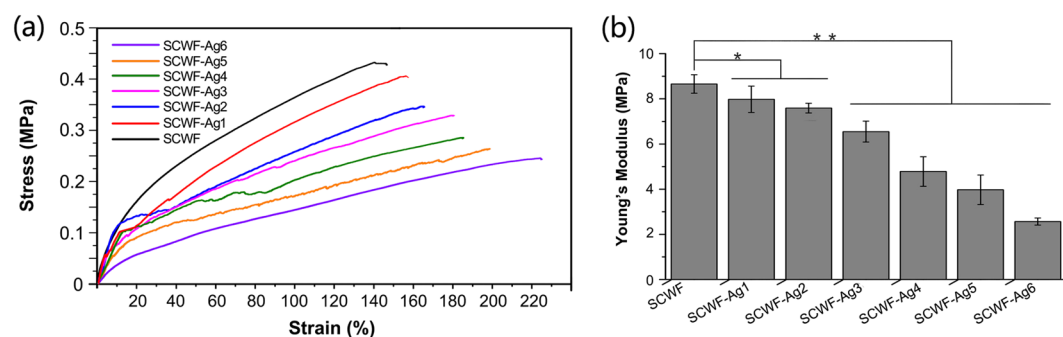 (a)
0.5
0.4
0.3
0.2
0.1
0
Stress (MPa)
SCWF-Ag6
SCWF-Ag5
SCWF-Ag4
SCWF-Ag3
SCWF-Ag2
SCWF-Ag1
SCWF
20 40 60 80 100 120 140 160 180 200 220
Strain (%)
(b)
10
8
6
4
2
0
Young's Modulus (MPa)
*
* *
SCWF
SCWF-Ag1
SCWF-Ag2
SCWF-Ag3
SCWF-Ag4
SCWF-Ag5
SCWF-Ag6